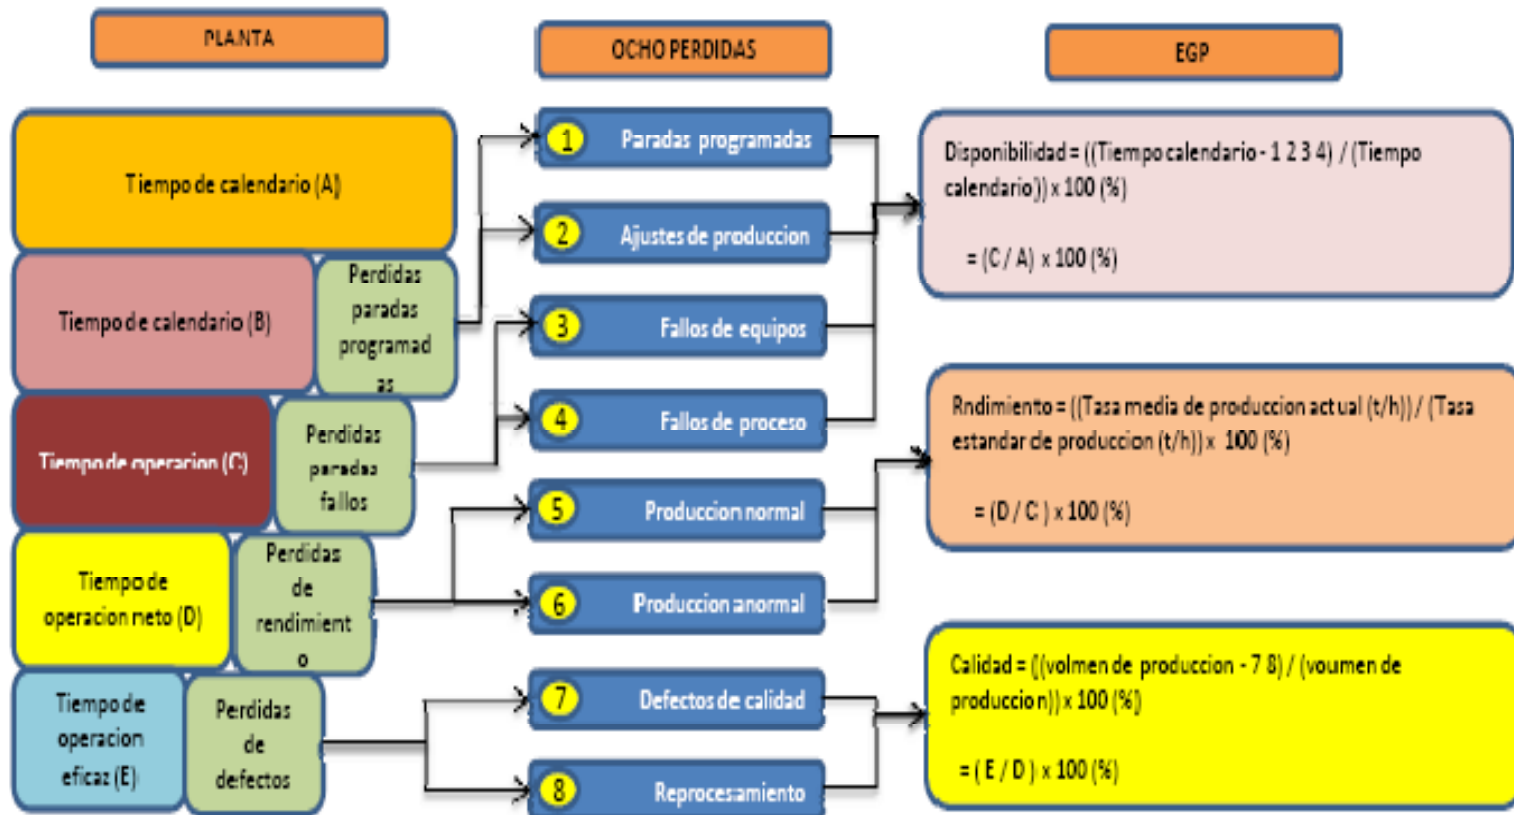 PLANTA
OCHO PERDIDAS
EGP
Tiempo de calendario (A)
Tiempo de calendario (B)
Perdidas
paradas
programad
as
Tiempo de operacion (C)
Perdidas
paradas
fallos
Tiempo de
operacion neto (D)
Perdidas
de
rendimient
o
Tiempo de
operacion
eficaz (E)
Perdidas
de
defectos
1 Paradas programadas
2 Ajustes de produccion
3 Fallos de equipos
4 Fallos de proceso
5 Produccion normal
6 Produccion anormal
7 Defectos de calidad
8 Reprocesamiento
Disponibilidad = ((Tiempo calendario - 1 2 3 4) / (Tiempo
calendario)) x 100 (%)
= (C / A) x 100 (%)
Rndimiento = ((Tasa media de produccion actual (t/h)) / (Tasa
estandar de produccion (t/h)) x 100 (%)
= (D / C ) x 100 (%)
Calidad = ((volmen de produccion - 7 8) / (voumen de
produccion)) x 100 (%)
= ( E / D ) x 100 (%)